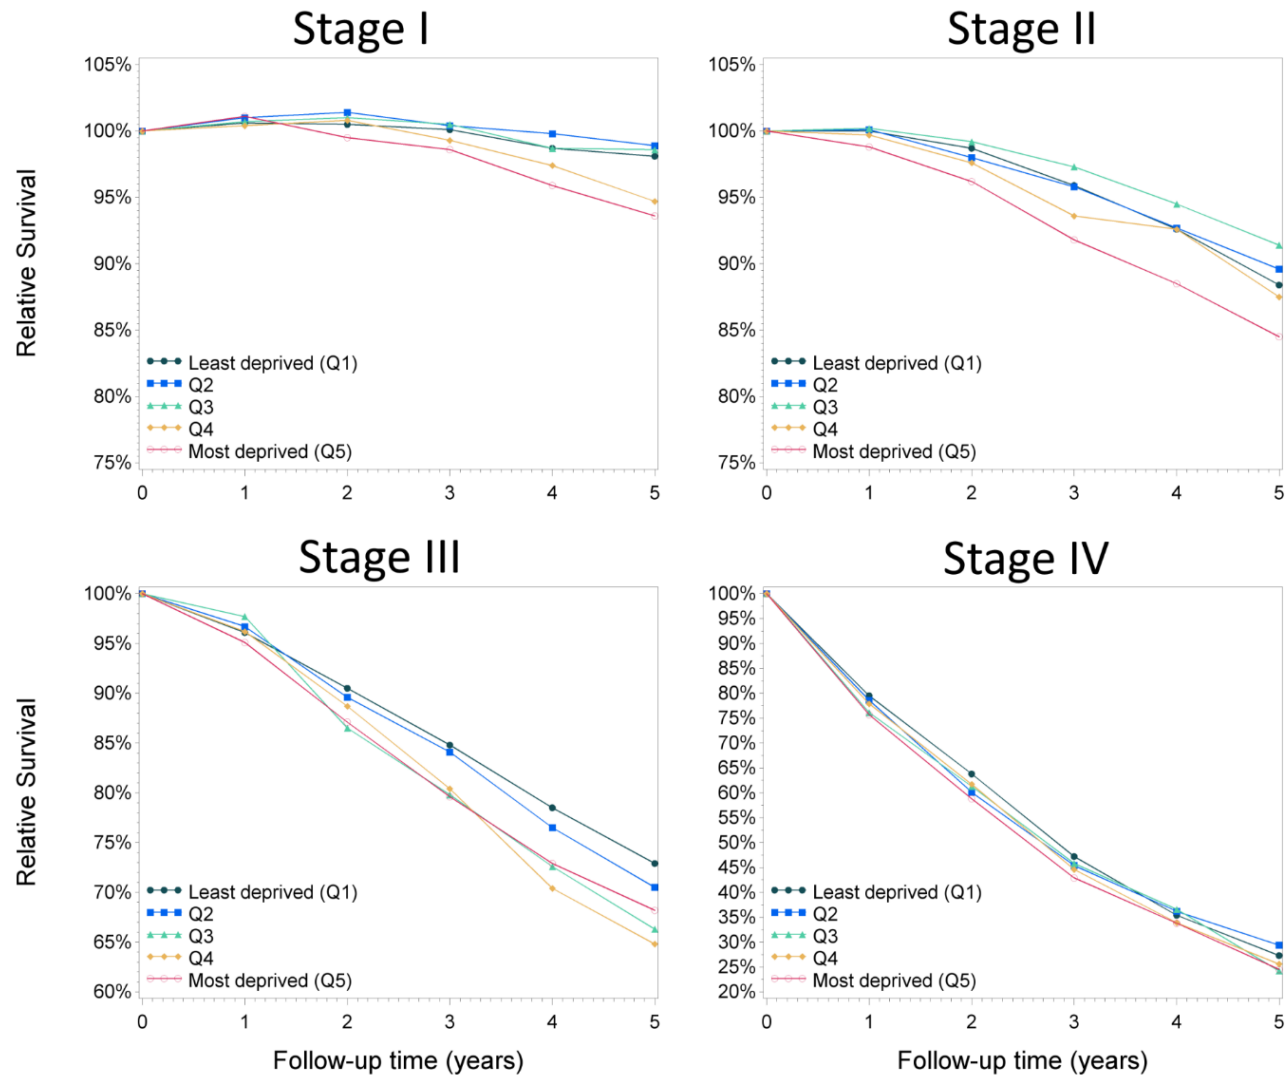 Stage I
Relative Survival
105%
100%
95%
90%
85%
80%
75%
Least deprived (Q1)
Q2
Q3
Q4
Most deprived (Q5)
0 1 2 3 4 5
Stage II
105%
100%
95%
90%
85%
80%
75%
Least deprived (Q1)
Q2
Q3
Q4
Most deprived (Q5)
0 1 2 3 4 5
Stage III
Relative Survival
100%
95%
90%
85%
80%
75%
70%
65%
60%
Least deprived (Q1)
Q2
Q3
Q4
Most deprived (Q5)
0 1 2 3 4 5
Follow-up time (years)
Stage IV
100%
95%
90%
85%
80%
75%
70%
65%
60%
55%
50%
45%
40%
35%
30%
25%
20%
Least deprived (Q1)
Q2
Q3
Q4
Most deprived (Q5)
0 1 2 3 4 5
Follow-up time (years)